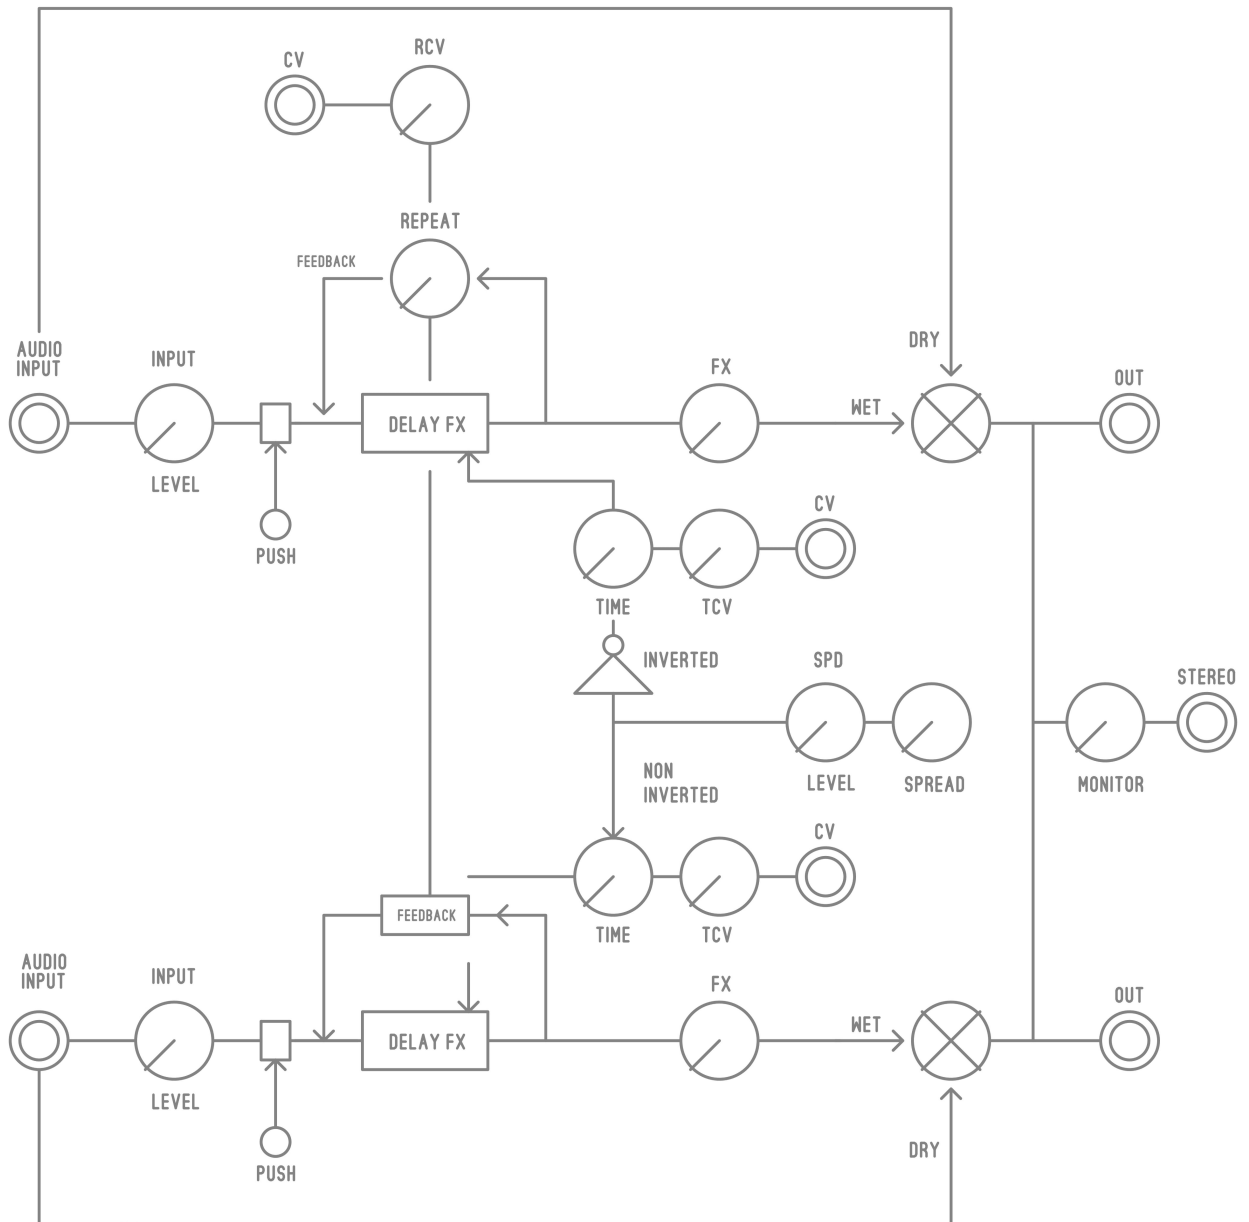 CV
RCV
REPEAT
FEEDBACK
AUDIO
INPUT
INPUT
LEVEL
PUSH
DELAY FX
FX
WET
DRY
OUT
CV
TIME
TCV
INVERTED
SPD
LEVEL
SPREAD
STEREO
MONITOR
NON
INVERTED
CV
FEEDBACK
TIME
TCV
AUDIO
INPUT
INPUT
LEVEL
PUSH
DELAY FX
FX
WET
DRY
OUT